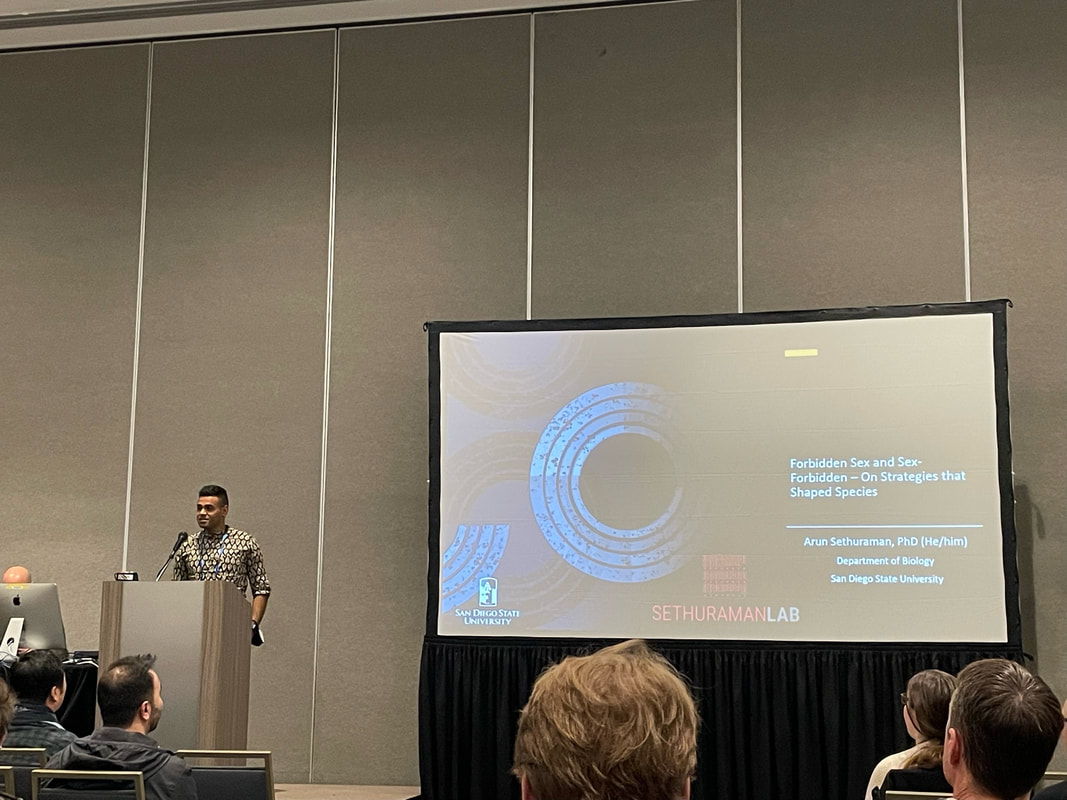 Forbidden Sex and Sex-
Forbidden – On Strategies that
Shaped Species
Arun Sethuraman, PhD (He/him)
Department of Biology
San Diego State University
SAN DIEGO STATE
UNIVERSITY
SETHURAMANLAB